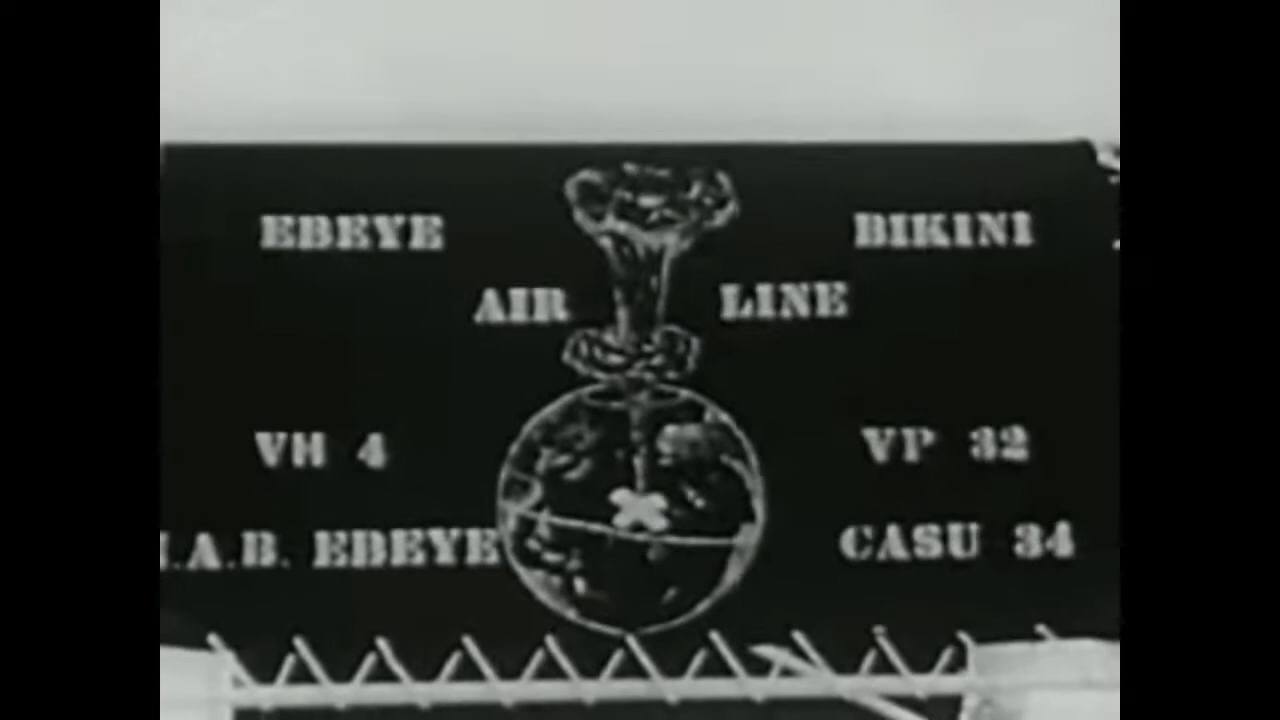 EBEYE BIKINI
AIR LINE
VH 4 VP 32
.A.B. EBEYE CASU 34